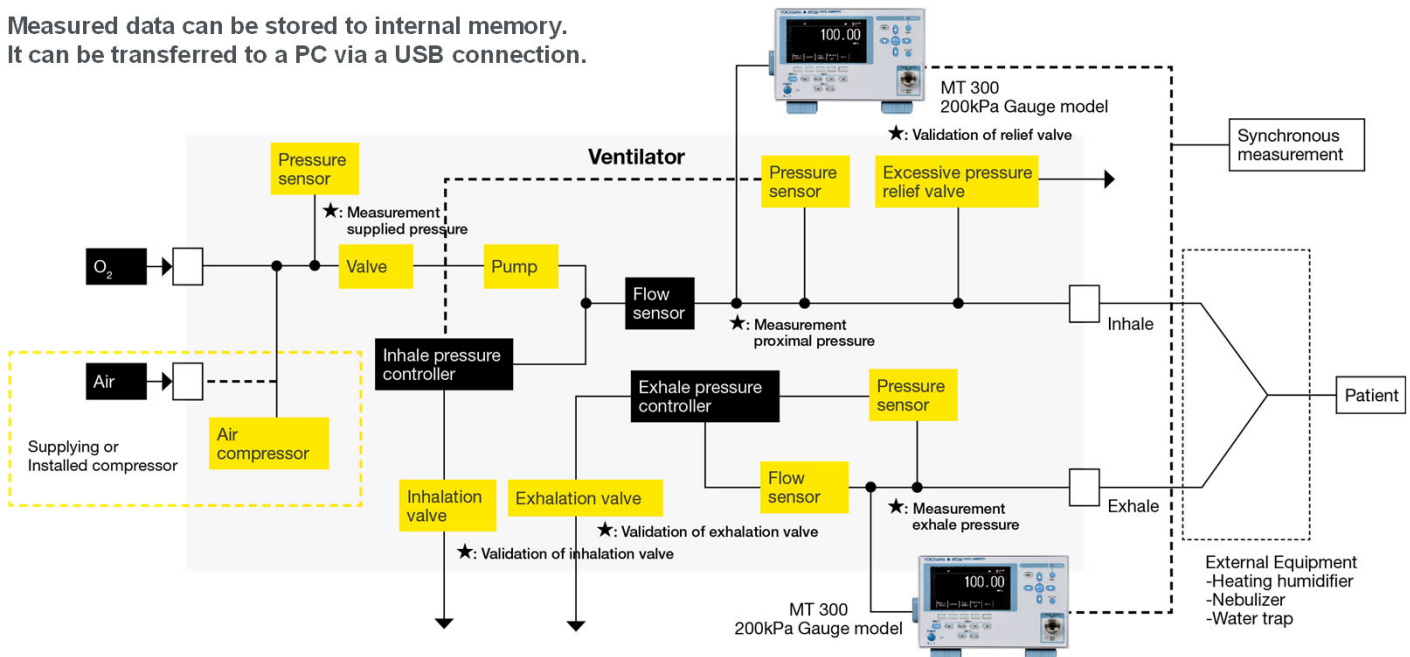 Measured data can be stored to internal memory.
It can be transferred to a PC via a USB connection.
YOKOGAWA
100.00
MT 300
200kPa Gauge model
★: Validation of relief valve
Synchronous
measurement
Ventilator
Pressure
sensor
Pressure
sensor
Excessive pressure
relief valve
★: Measurement
supplied pressure
O2
Valve
Pump
Flow
sensor
★: Measurement
proximal pressure
Inhale
Inhale pressure
controller
Air
Exhale pressure
controller
Pressure
sensor
Patient
Air
compressor
Supplying or
Installed compressor
Inhalation
valve
Exhalation valve
Flow
sensor
★: Measurement
exhale pressure
Exhale
★: Validation of exhalation valve
★: Validation of inhalation valve
External Equipment
-Heating humidifier
-Nebulizer
-Water trap
YOKOGAWA
100.00
MT 300
200kPa Gauge model